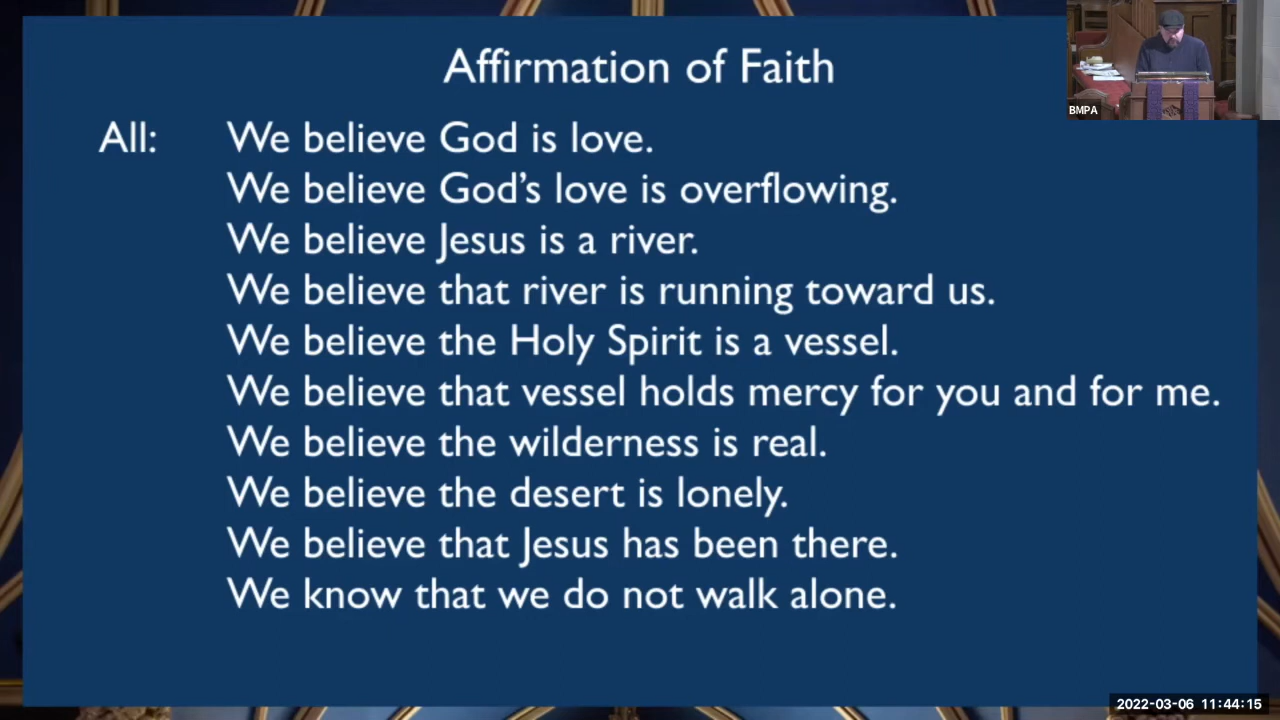 Affirmation of Faith
BMPA
All: We believe God is love.
We believe God’s love is overflowing.
We believe Jesus is a river.
We believe that river is running toward us.
We believe the Holy Spirit is a vessel.
We believe that vessel holds mercy for you and for me.
We believe the wilderness is real.
We believe the desert is lonely.
We believe that Jesus has been there.
We know that we do not walk alone.
2022-03-06 11:44:15